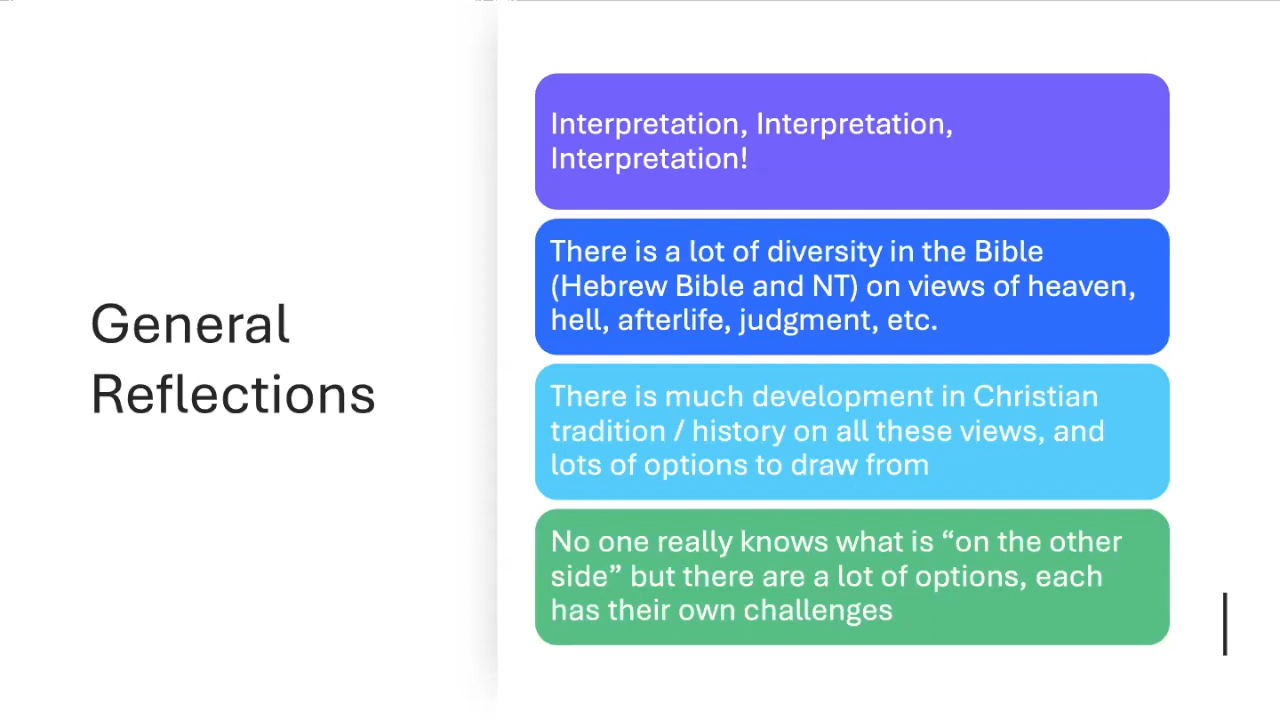 General
Reflections
Interpretation, Interpretation,
Interpretation!
There is a lot of diversity in the Bible
(Hebrew Bible and NT) on views of heaven,
hell, afterlife, judgment, etc.
There is much development in Christian
tradition / history on all these views, and
lots of options to draw from
No one really knows what is “on the other
side” but there are a lot of options, each
has their own challenges